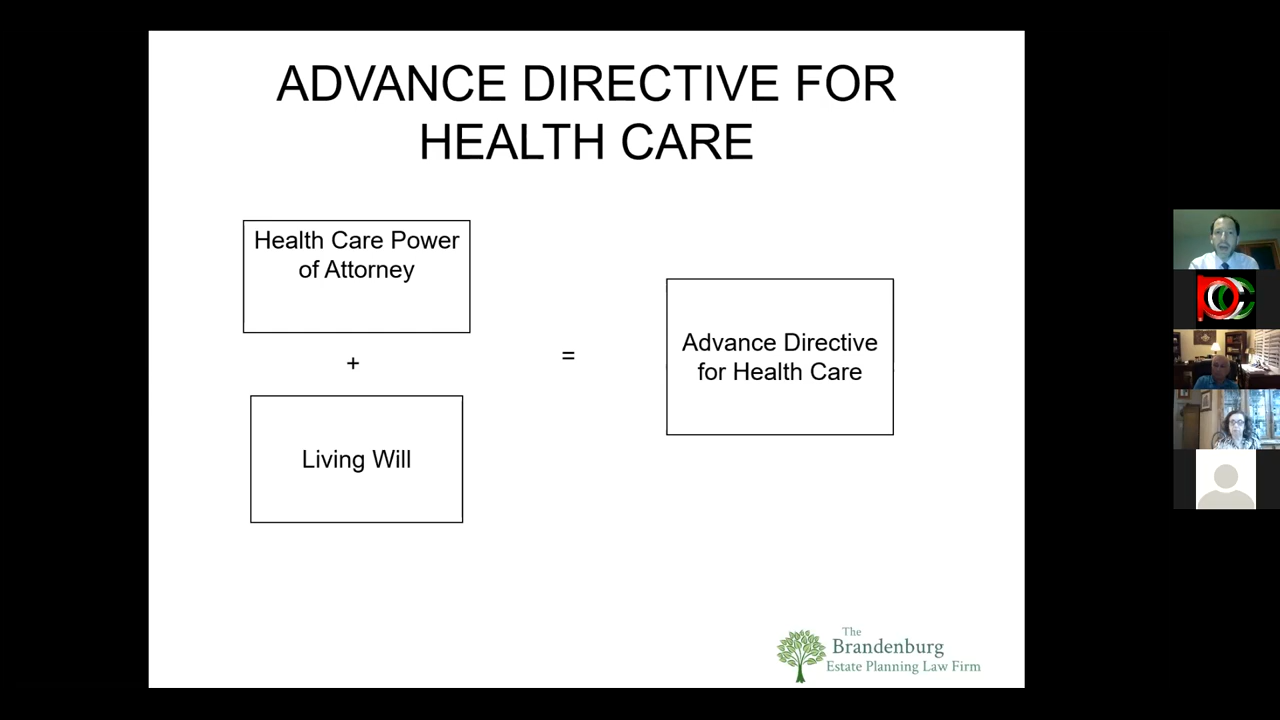 ADVANCE DIRECTIVE FOR
HEALTH CARE
Health Care Power
of Attorney
+
Living Will
=
Advance Directive
for Health Care
The
Brandenburg
Estate Planning Law Firm